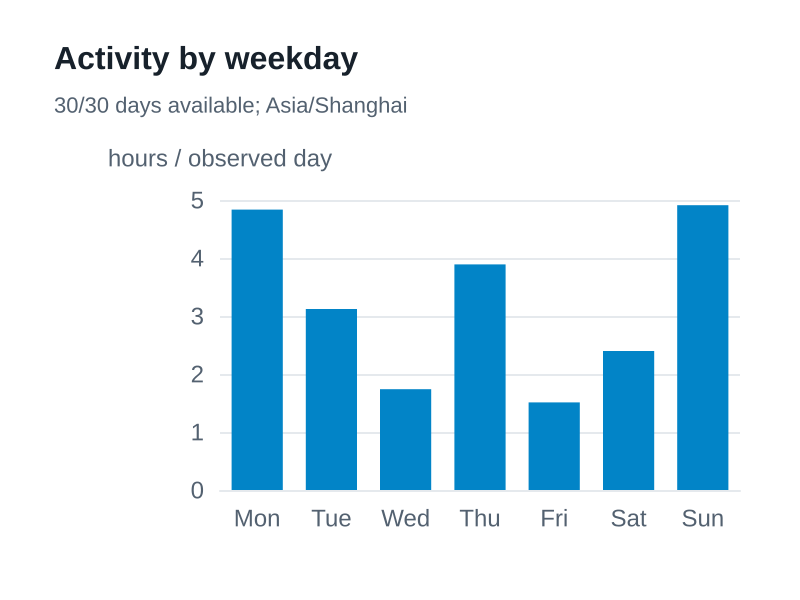 Activity by weekday
30/30 days available; Asia/Shanghai
hours / observed day
5
4
3
2
1
0
Mon Tue Wed Thu Fri Sat Sun